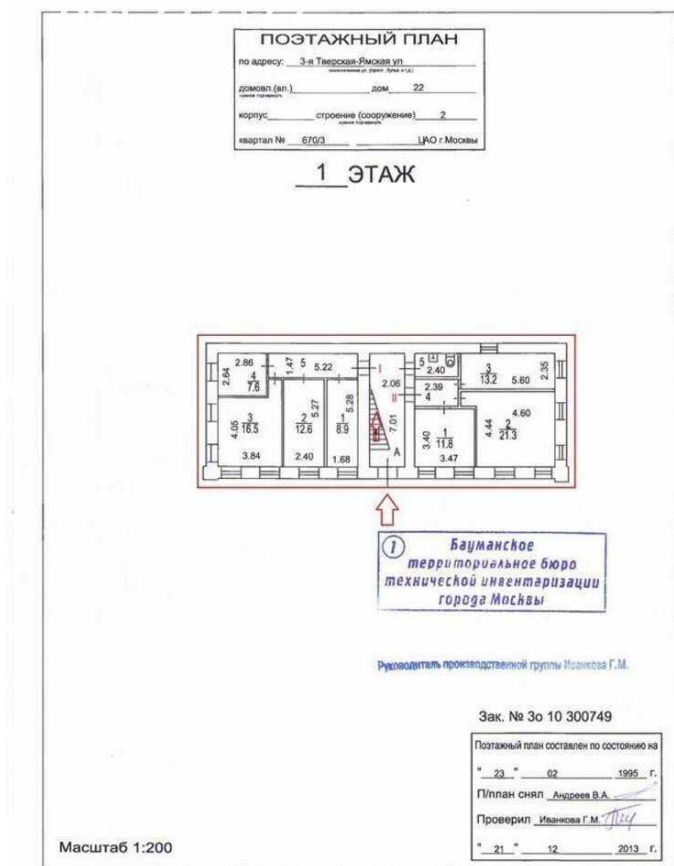 ПОЭТАЖНЫЙ ПЛАН
по адресу: 3-я Тверская-Ямская ул
домовл.(вл.) дом 22
корпус строение (сооружение) 2
квартал № 670/3 ЦАО г.Москвы
1 ЭТАЖ
2.86
1.47
5
5.22
I
2.06
5
2.40
3
13.2
5.60
2.35
2.64
4
7.6
II
2.39
4
4.05
3
16.5
3.84
2
12.6
5.27
2.40
1
8.9
5.28
1.68
7.01
А
3.40
1
11.8
3.47
4.44
4.60
2
21.3
1
Бауманское
территориальное бюро
технической инвентаризации
города Москвы
Руководитель производственной группы Иванкова Г.М.
Зак. № 3о 10 300749
Поэтажный план составлен по состоянию на
" 23 " 02 1995 г.
П/план снял Андреев В.А.
Проверил Иванкова Г.М.
" 21 " 12 2013 г.
Масштаб 1:200